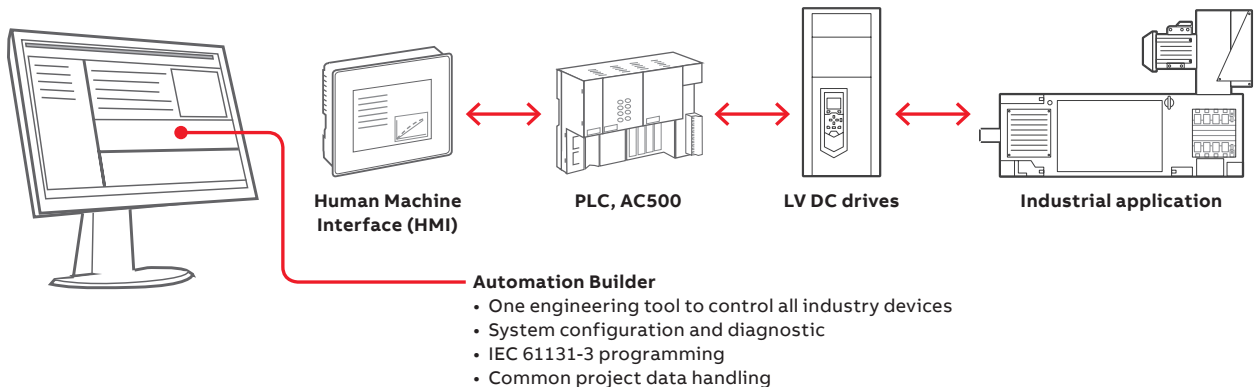 Human Machine
Interface (HMI)
PLC, AC500
LV DC drives
Industrial application
Automation Builder
• One engineering tool to control all industry devices
• System configuration and diagnostic
• IEC 61131-3 programming
• Common project data handling